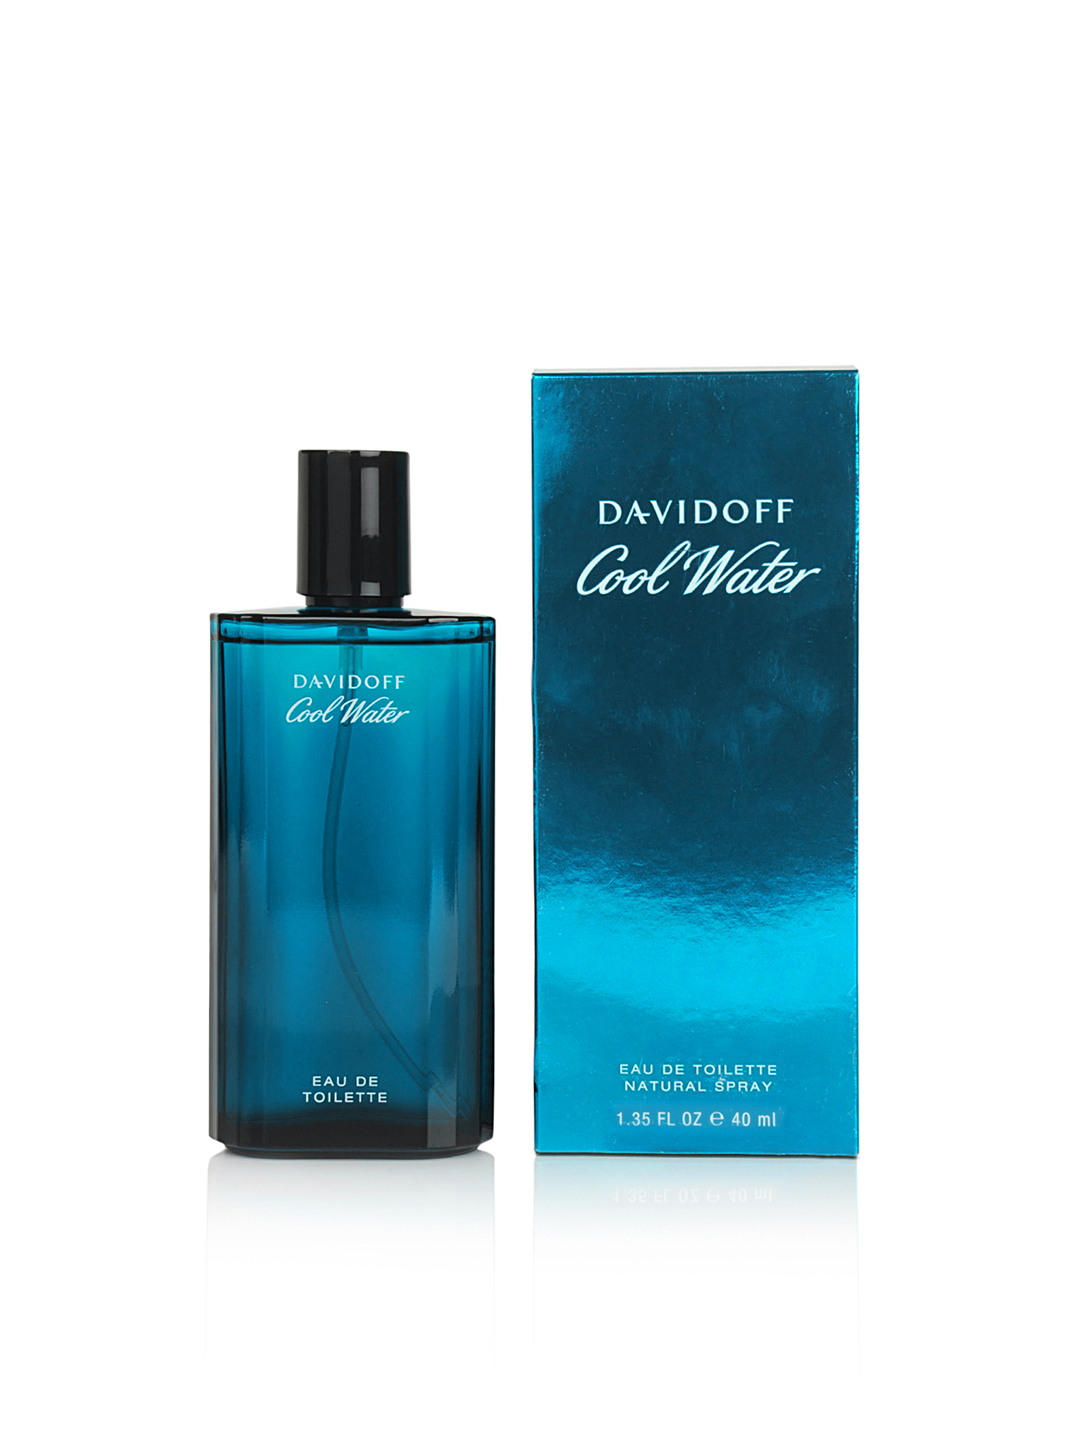 DAVIDOFF
Cool Water
EAU DE
TOILETTE
DAVIDOFF
Cool Water
EAU DE TOILETTE
NATURAL SPRAY
1.35 FL OZ ℮ 40 ml